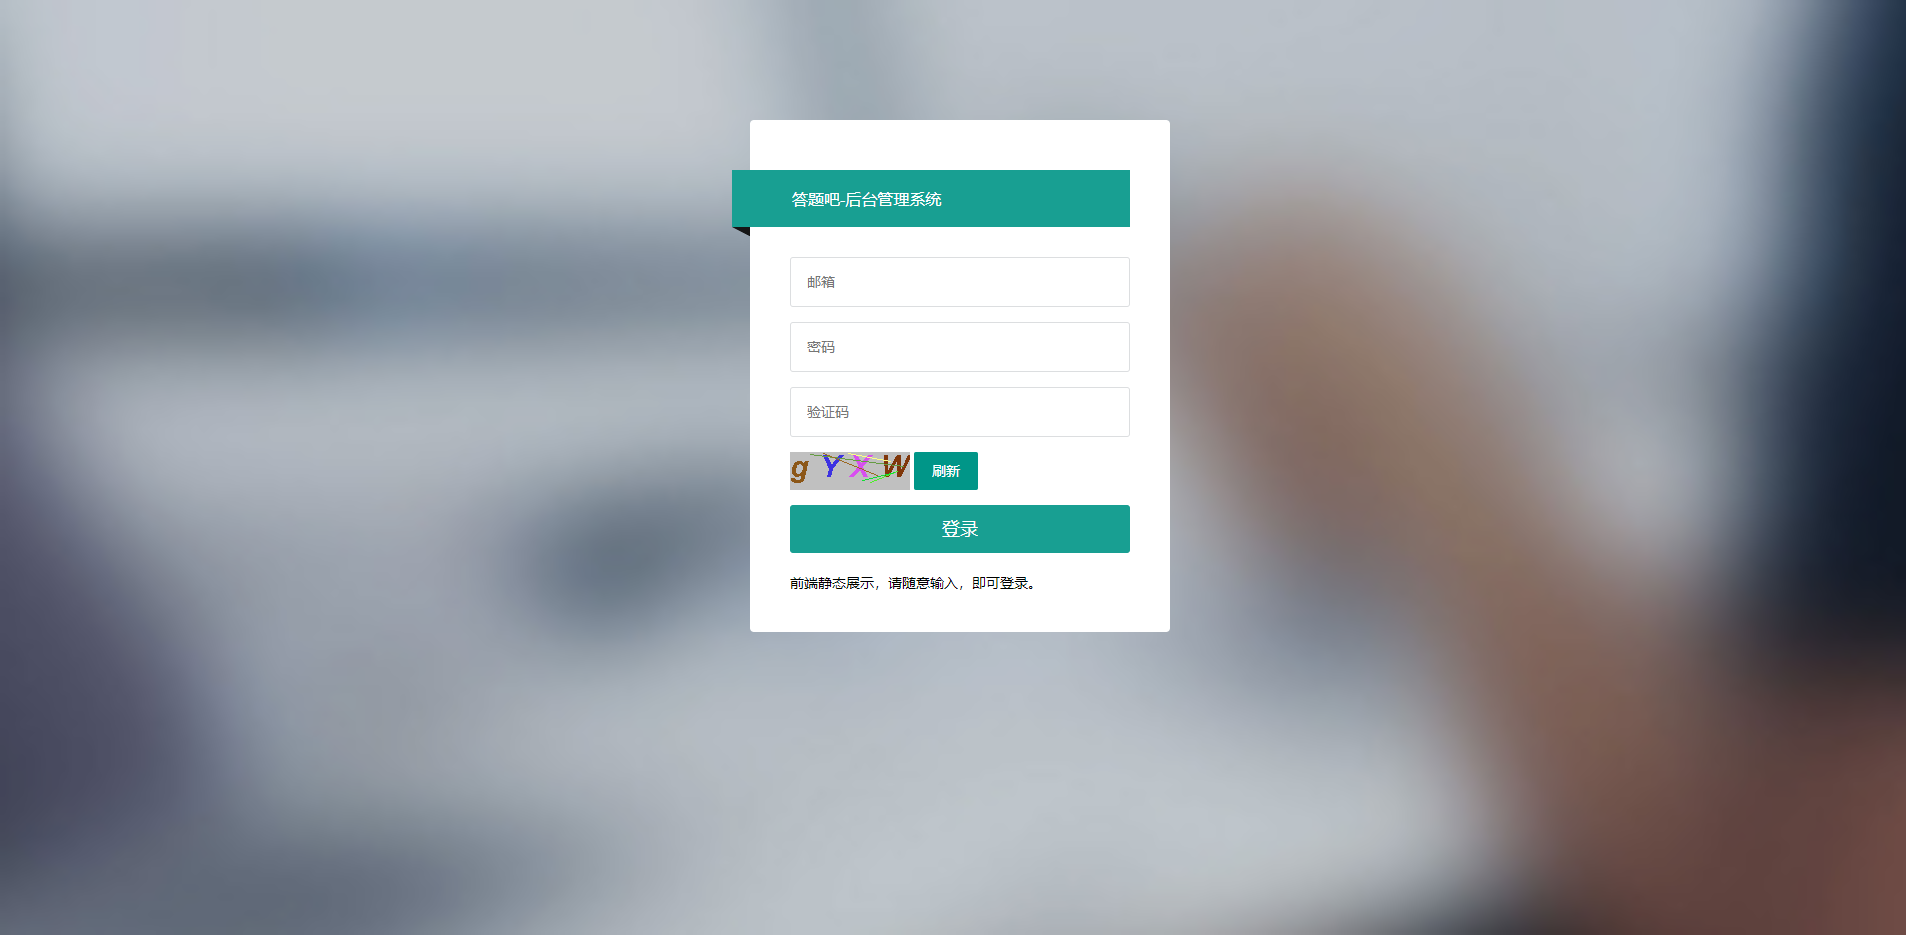 答题吧-后台管理系统
邮箱
密码
验证码
g Y X W 刷新
登录
前端静态展示，请随意输入，即可登录。